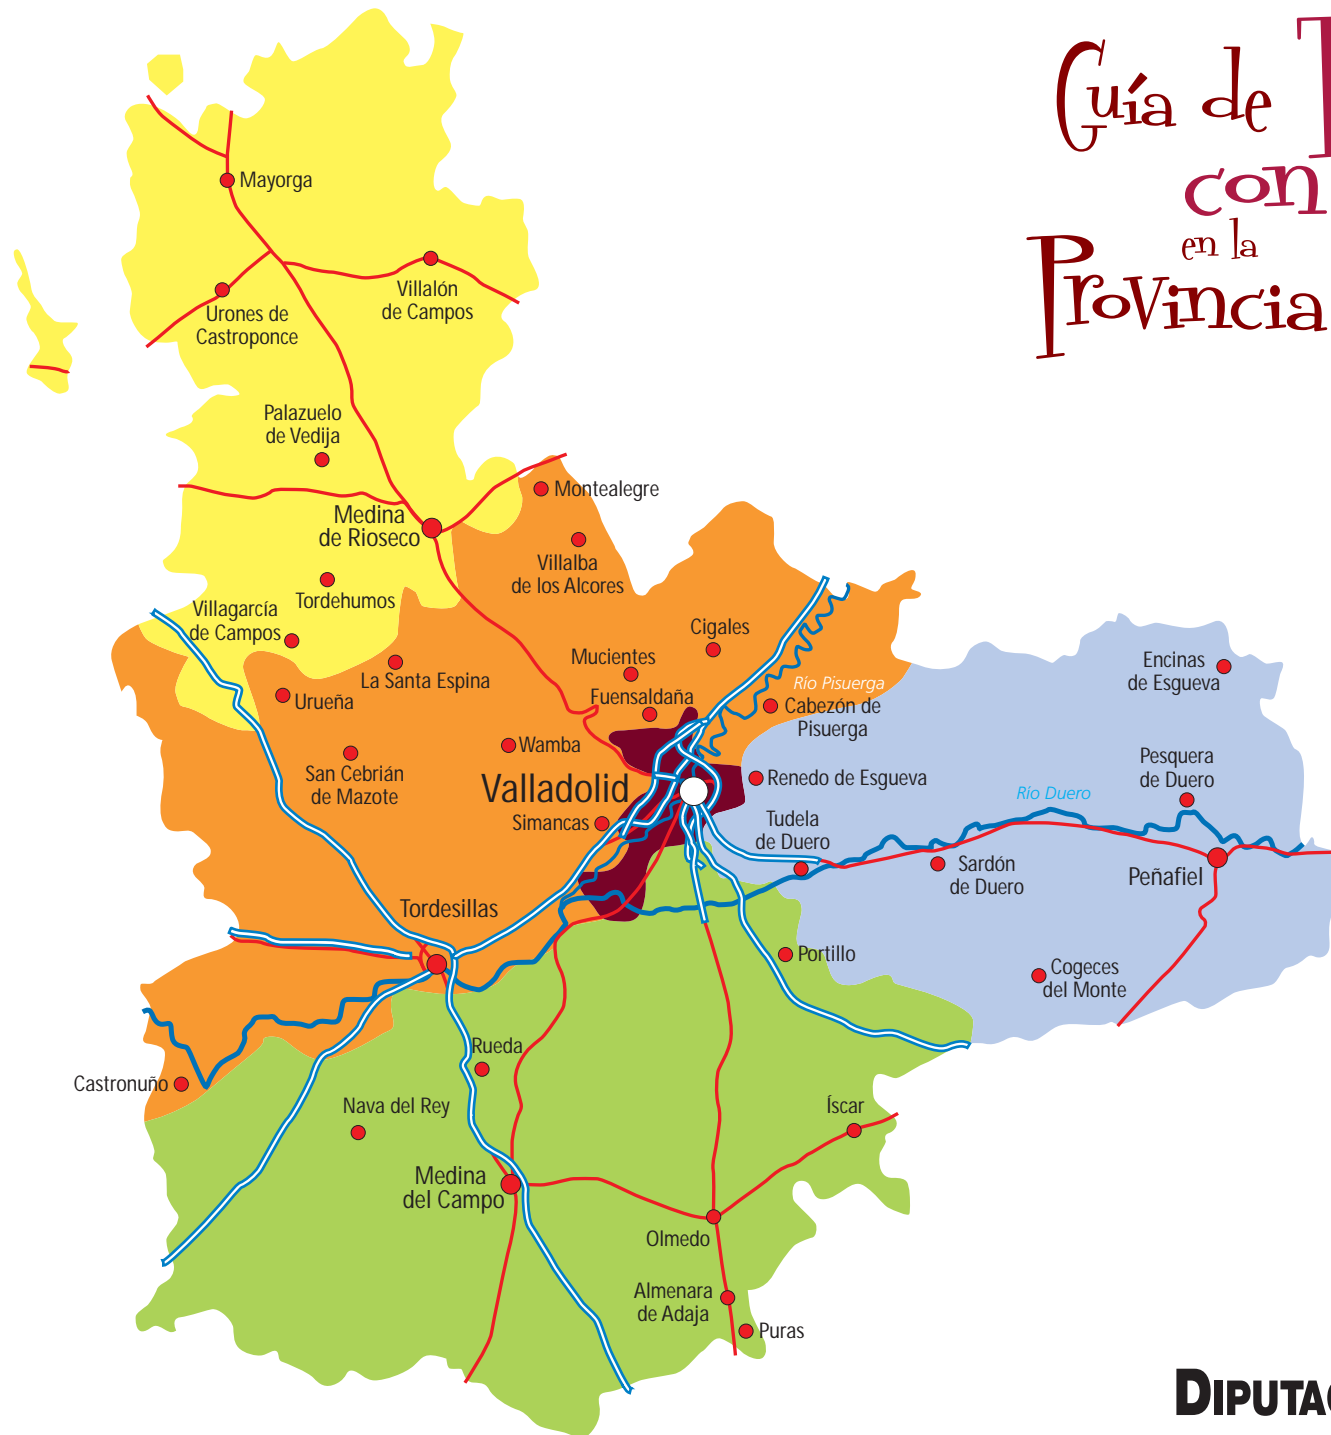 Guía de
con
en la
Provincia
Mayorga
Villalón
de Campos
Urones de
Castroponce
Palazuelo
de Vedija
Montealegre
Medina
de Rioseco
Villalba
de los Alcores
Tordehumos
Villagarcía
de Campos
Cigales
Mucientes
La Santa Espina
Fuensaldaña
Urueña
Río Pisuerga
Cabezón de
Pisuerga
Encinas
de Esgueva
Wamba
San Cebrián
de Mazote
Valladolid
Renedo de Esgueva
Pesquera
de Duero
Río Duero
Simancas
Tudela
de Duero
Sardón
de Duero
Peñafiel
Tordesillas
Portillo
Cogeces
del Monte
Rueda
Castronuño
Nava del Rey
Íscar
Medina
del Campo
Olmedo
Almenara
de Adaja
Puras